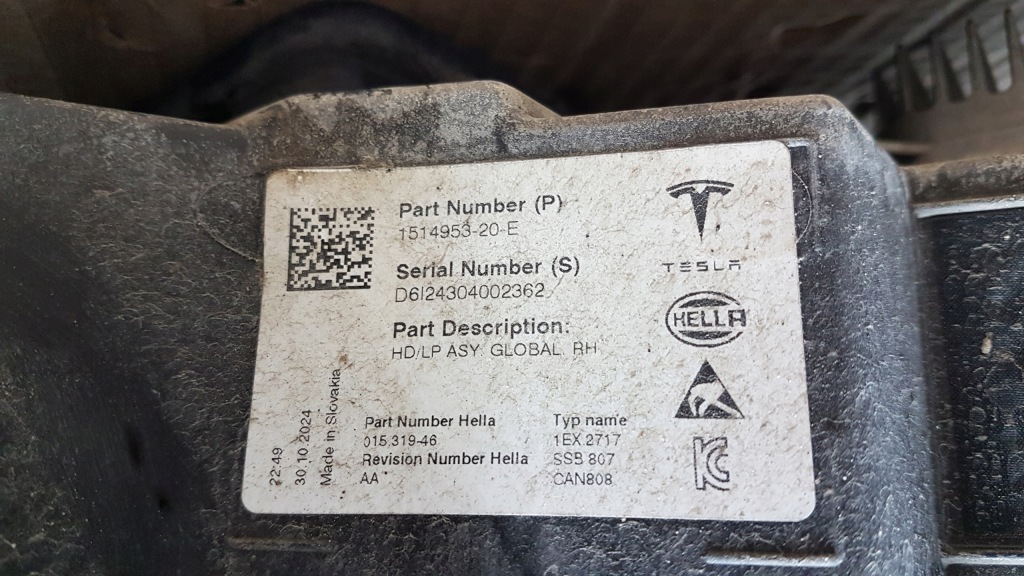 Part Number (P)
1514953-20-E
Serial Number (S)
D6I24304002362
Part Description:
HD/LP ASY. GLOBAL, RH
TESLA
HELLA
Part Number Hella
015.319-46
Revision Number Hella
AA
Typ name
1EX 2717
SSB 807
CAN808
22:49
30.10.2024
Made in Slovakia